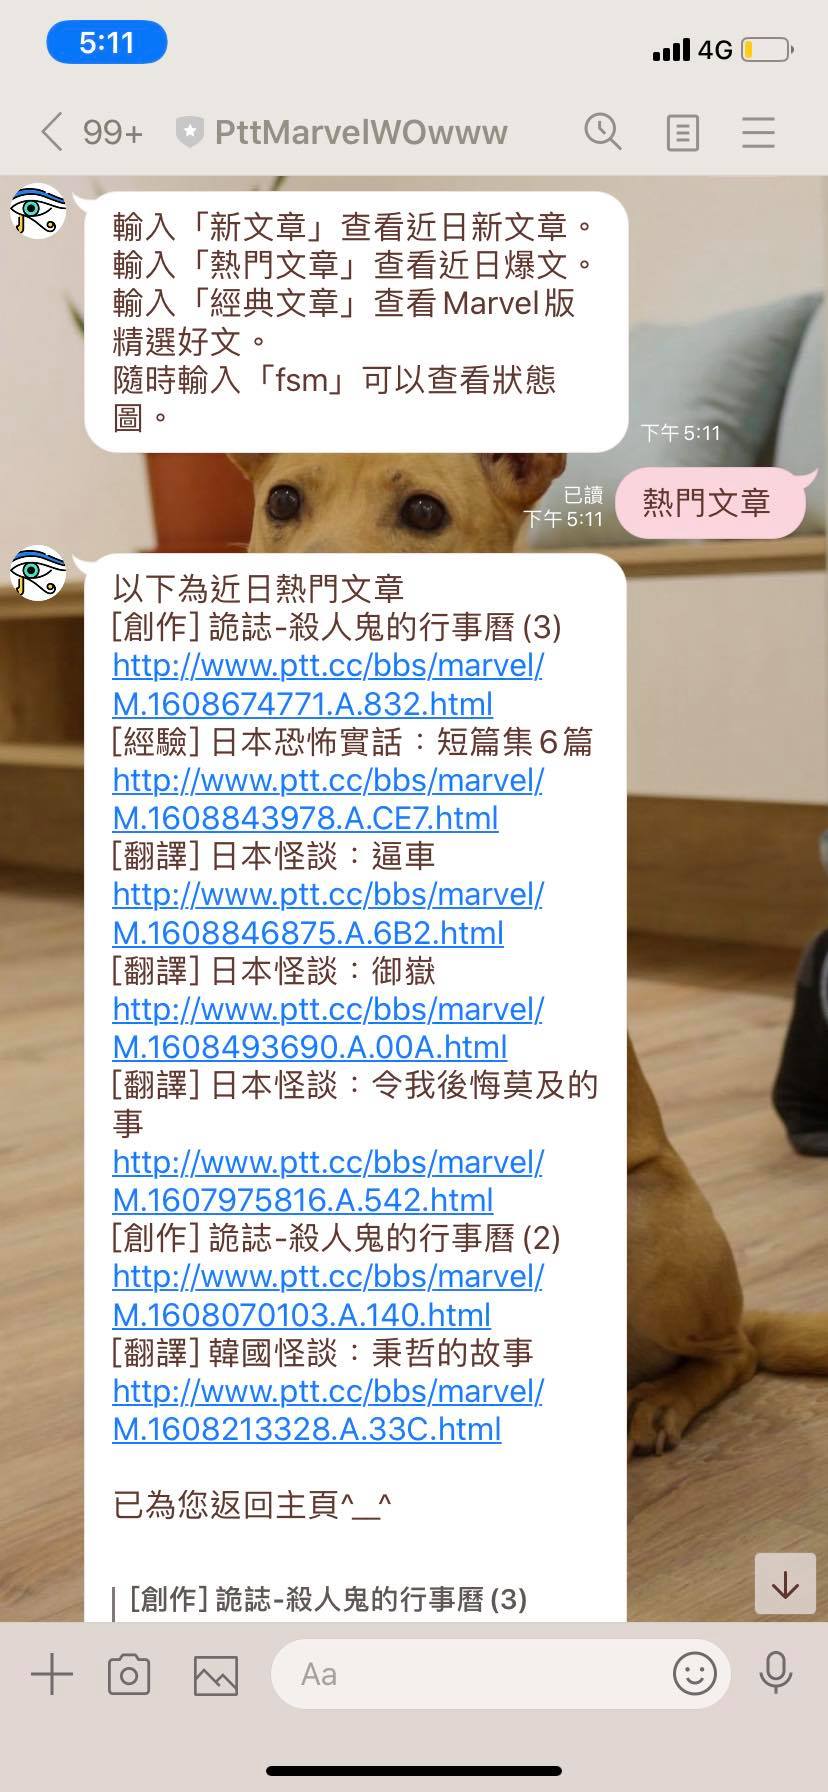 5:11
4G
99+
PttMarvelWOwww
輸入「新文章」查看近日新文章。
輸入「熱門文章」查看近日爆文。
輸入「經典文章」查看Marvel版
精選好文。
隨時輸入「fsm」可以查看狀態
圖。
下午5:11
已讀
下午5:11
熱門文章
以下為近日熱門文章
[創作] 詭誌-殺人鬼的行事曆 (3)
http://www.ptt.cc/bbs/marvel/
M.1608674771.A.832.html
[經驗] 日本恐怖實話：短篇集6篇
http://www.ptt.cc/bbs/marvel/
M.1608843978.A.CE7.html
[翻譯] 日本怪談：逼車
http://www.ptt.cc/bbs/marvel/
M.1608846875.A.6B2.html
[翻譯] 日本怪談：御嶽
http://www.ptt.cc/bbs/marvel/
M.1608493690.A.00A.html
[翻譯] 日本怪談：令我後悔莫及的
事
http://www.ptt.cc/bbs/marvel/
M.1607975816.A.542.html
[創作] 詭誌-殺人鬼的行事曆 (2)
http://www.ptt.cc/bbs/marvel/
M.1608070103.A.140.html
[翻譯] 韓國怪談：秉哲的故事
http://www.ptt.cc/bbs/marvel/
M.1608213328.A.33C.html
已為您返回主頁^__^
[創作] 詭誌-殺人鬼的行事曆 (3)
Aa